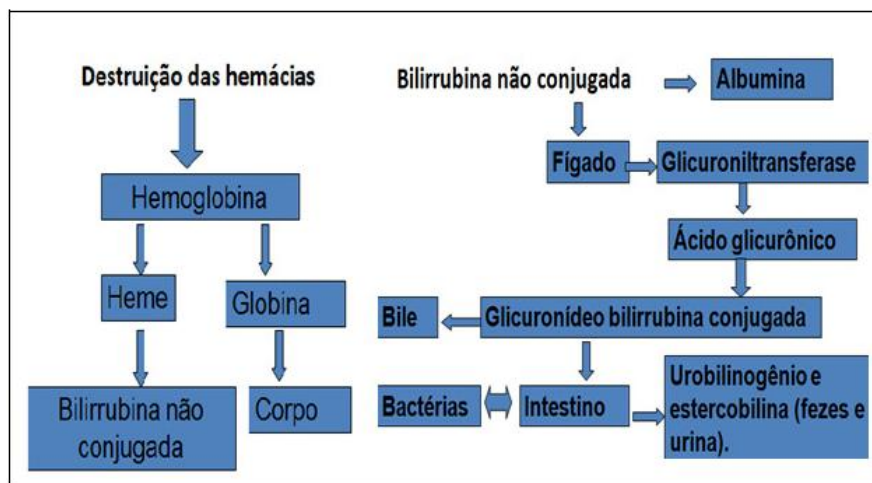 Destruição das hemácias
Hemoglobina
Heme
Globina
Bilirrubina não
conjugada
Corpo
Bilirrubina não conjugada
Albumina
Fígado
Glicuroniltransferase
Ácido glicurônico
Bile
Glicuronídeo bilirrubina conjugada
Bactérias
Intestino
Urobilinogênio e
estercobilina (fezes e
urina).